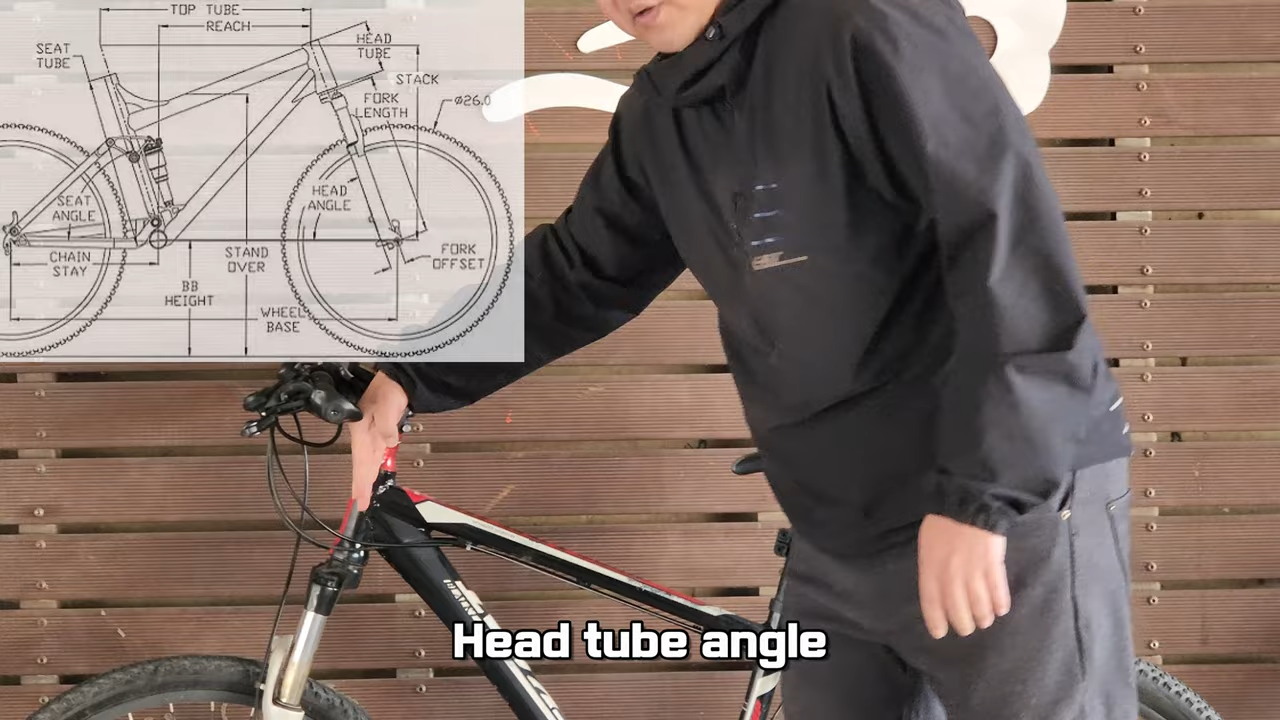 TOP TUBE
REACH
SEAT
TUBE
HEAD
TUBE
STACK
FORK
LENGTH
ø26.0
HEAD
ANGLE
SEAT
ANGLE
CHAIN
STAY
STAND
OVER
FORK
OFFSET
BB
HEIGHT
WHEEL
BASE
Head tube angle